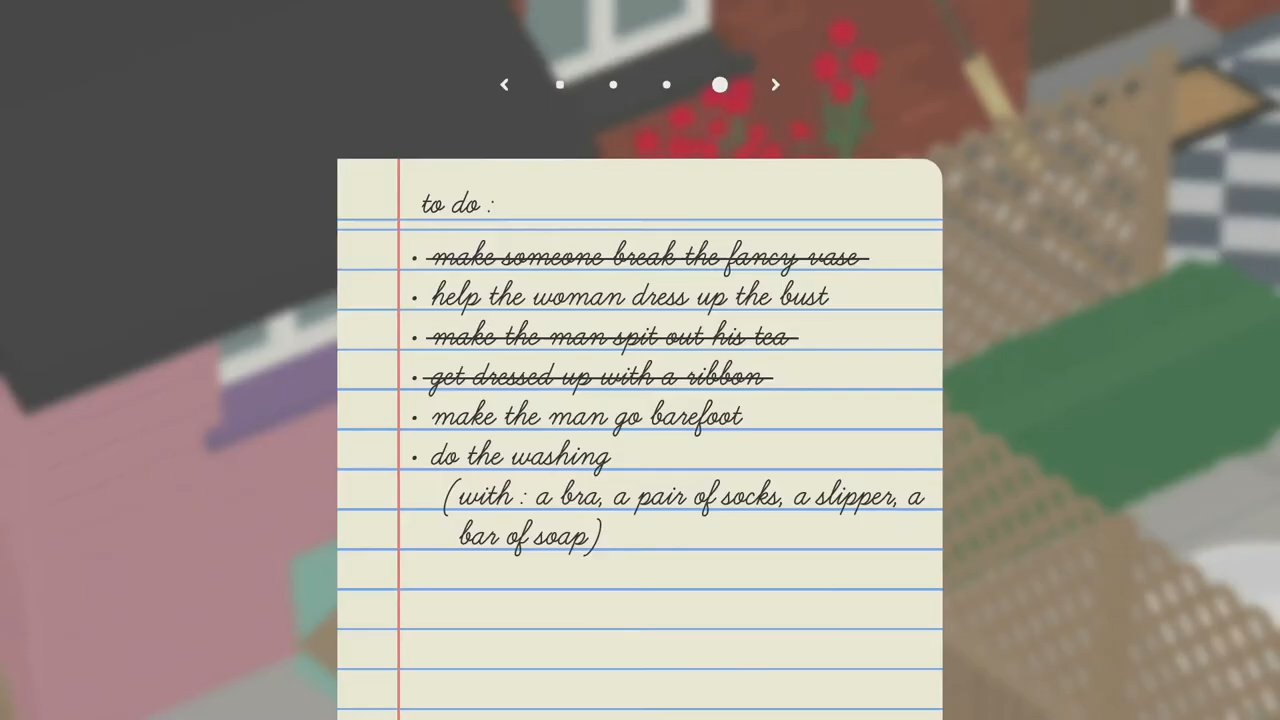 to do :
• make someone break the fancy vase
• help the woman dress up the bust
• make the man spit out his tea
• get dressed up with a ribbon
• make the man go barefoot
• do the washing
(with : a bra, a pair of socks, a slipper, a
bar of soap)